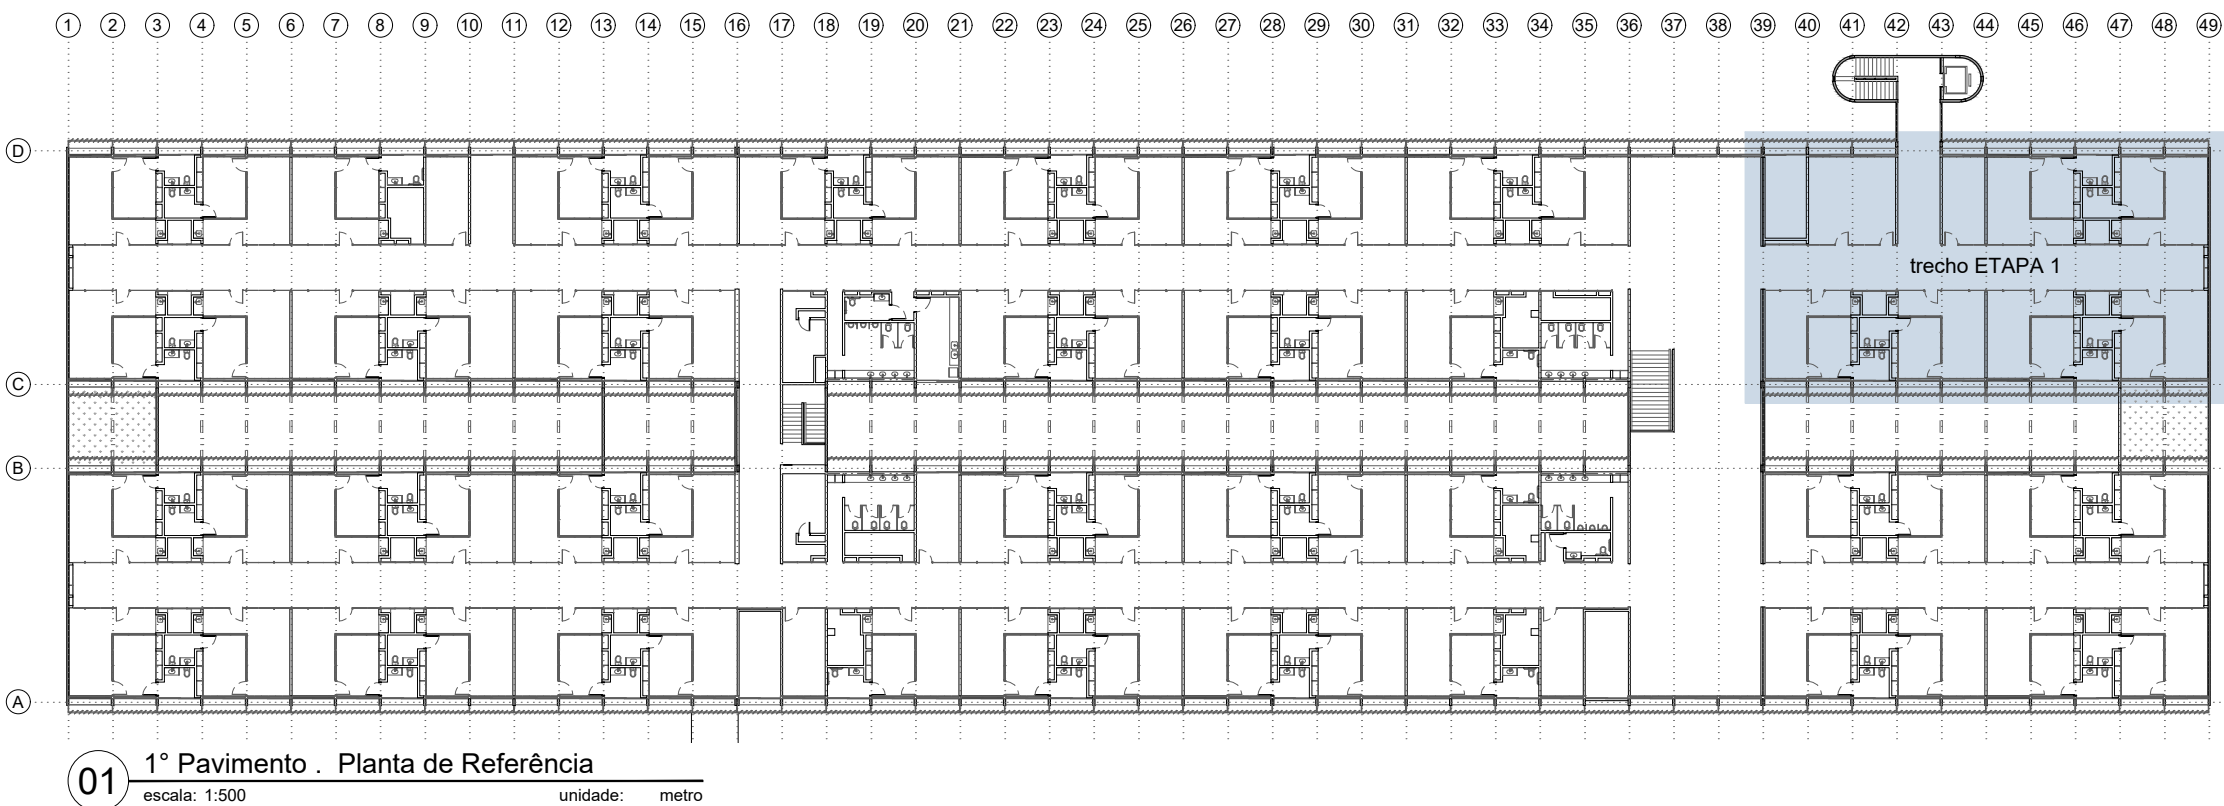 1 2 3 4 5 6 7 8 9 10 11 12 13 14 15 16 17 18 19 20 21 22 23 24 25 26 27 28 29 30 31 32 33 34 35 36 37 38 39 40 41 42 43 44 45 46 47 48 49
D
trecho ETAPA 1
C
B
A
01
1° Pavimento . Planta de Referência
escala: 1:500 unidade: metro